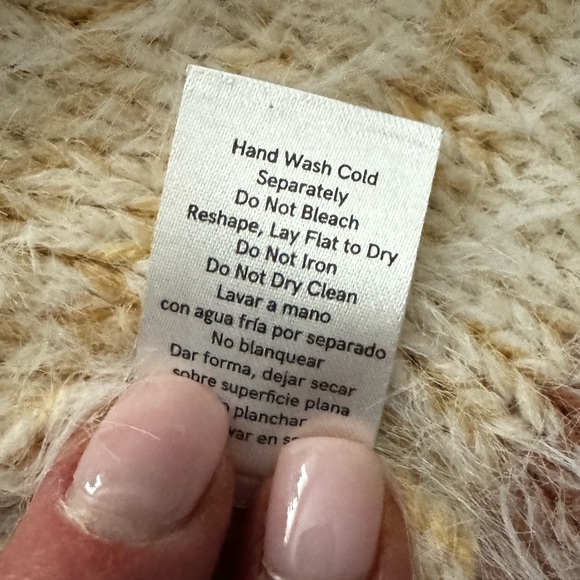 Hand Wash Cold
Separately
Do Not Bleach
Reshape, Lay Flat to Dry
Do Not Iron
Do Not Dry Clean
Lavar a mano
con agua fría por separado
No blanquear
Dar forma, dejar secar
sobre superficie plana
planchar